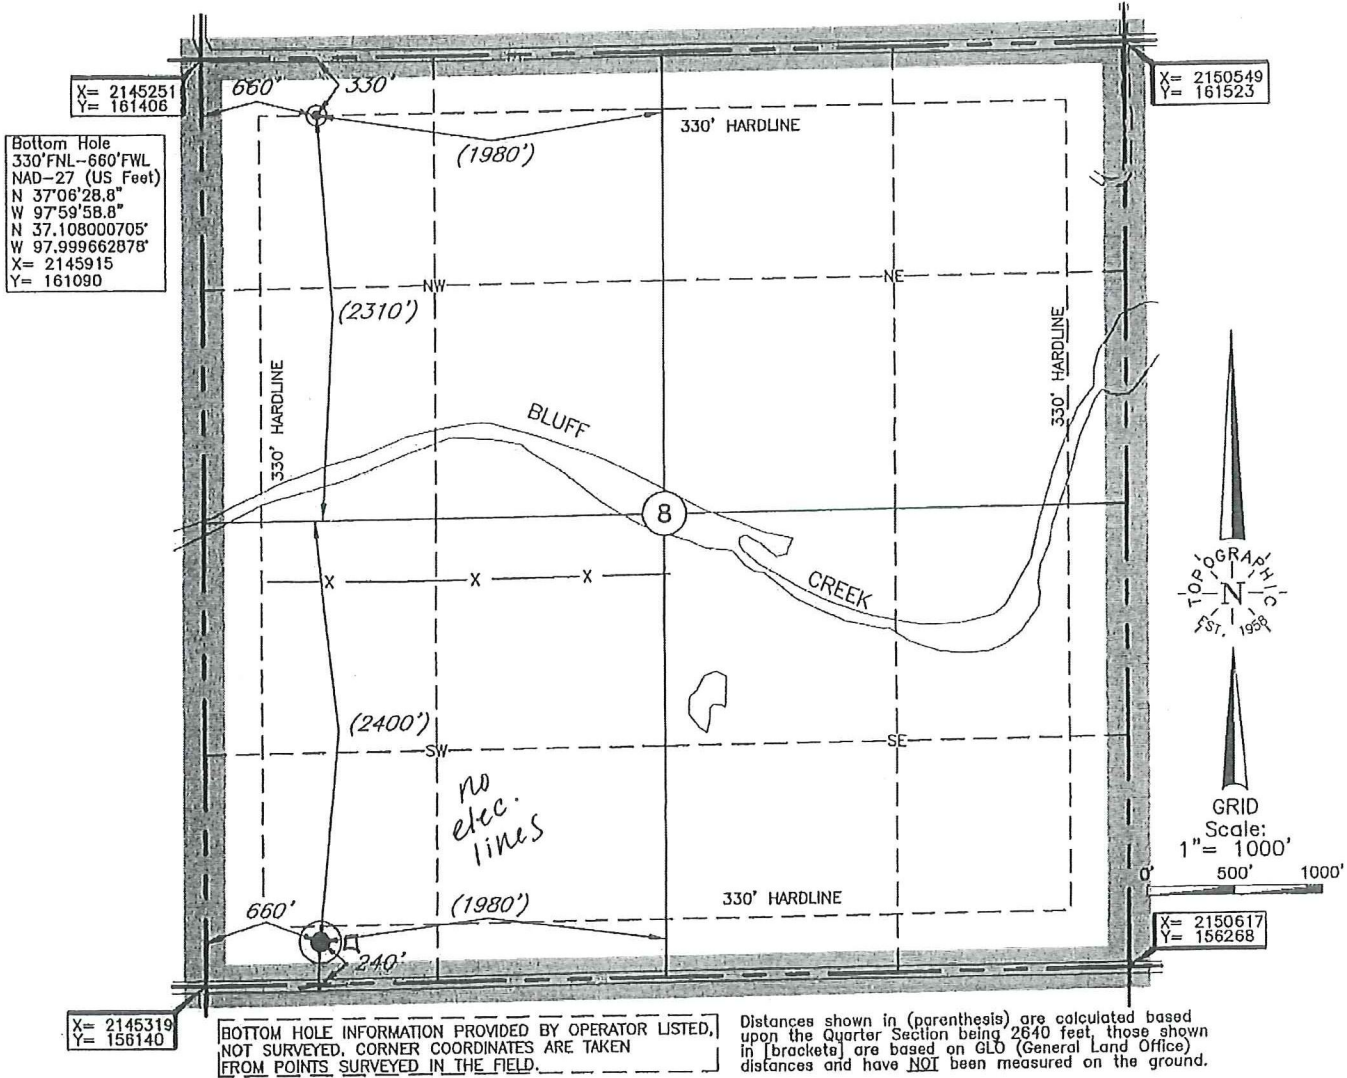 X= 2145251
Y= 161406
660'
330'
X= 2150549
Y= 161523
330' HARDLINE
(1980')
Bottom Hole
330'FNL-660'FWL
NAD-27 (US Feet)
N 37°06'28.8"
W 97°59'58.8"
N 37.108000705°
W 97.999662878°
X= 2145915
Y= 161090
NW
NE
(2310')
330' HARDLINE
330' HARDLINE
BLUFF
8
X X X
CREEK
TOPOGRAPHIC
N
EST. 1958
(2400')
SW
SE
no
elec.
lines
GRID
Scale:
1"= 1000'
0' 500' 1000'
660'
(1980')
330' HARDLINE
240'
X= 2150617
Y= 156268
X= 2145319
Y= 156140
BOTTOM HOLE INFORMATION PROVIDED BY OPERATOR LISTED,
NOT SURVEYED. CORNER COORDINATES ARE TAKEN
FROM POINTS SURVEYED IN THE FIELD.
Distances shown in (parenthesis) are calculated based
upon the Quarter Section being 2640 feet, those shown
in [brackets] are based on GLO (General Land Office)
distances and have NOT been measured on the ground.